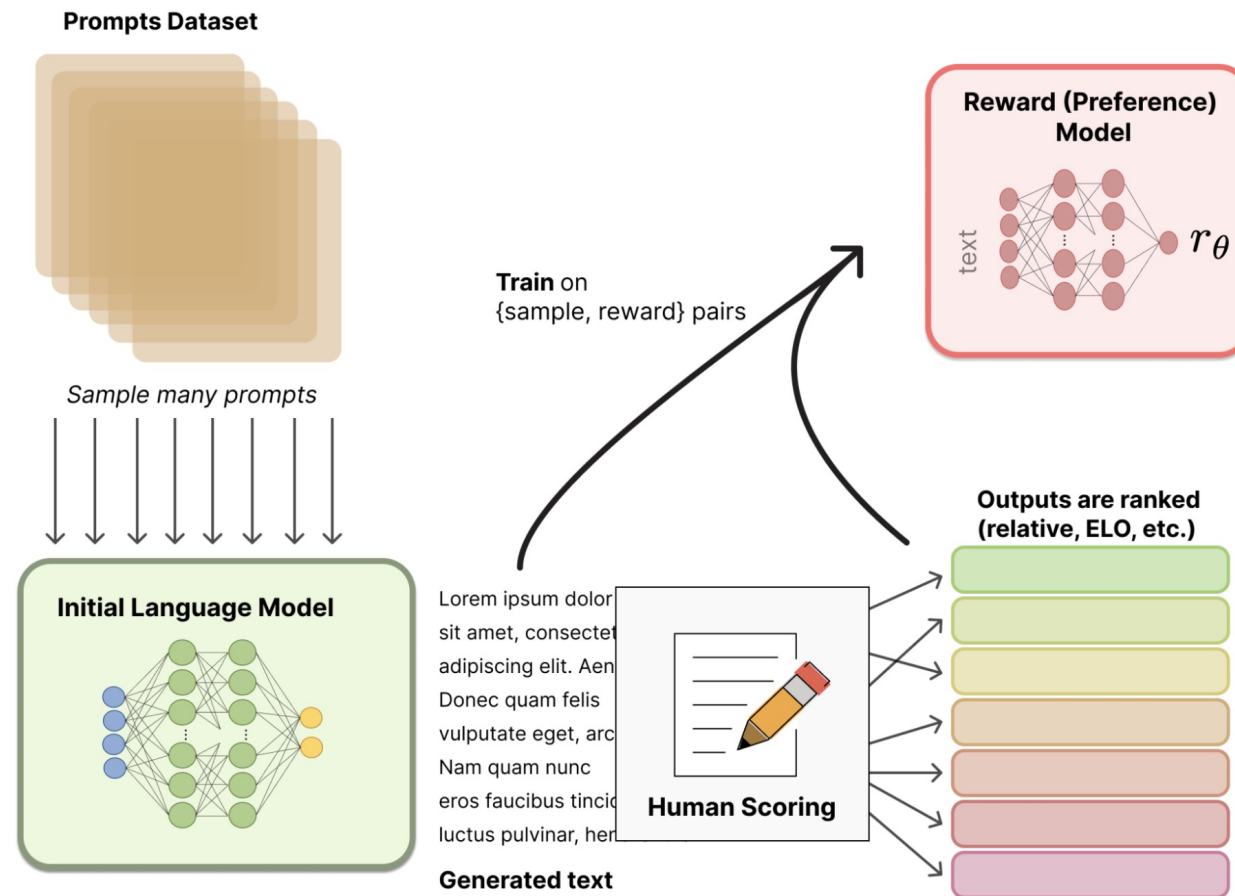 Prompts Dataset
Sample many prompts
Initial Language Model
Train on
{sample, reward} pairs
Reward (Preference)
Model
text
r_θ
Lorem ipsum dolor
sit amet, consectet
adipiscing elit. Aen
Donec quam felis
vulputate eget, arc
Nam quam nunc
eros faucibus tincid
luctus pulvinar, hen
Generated text
Human Scoring
Outputs are ranked
(relative, ELO, etc.)